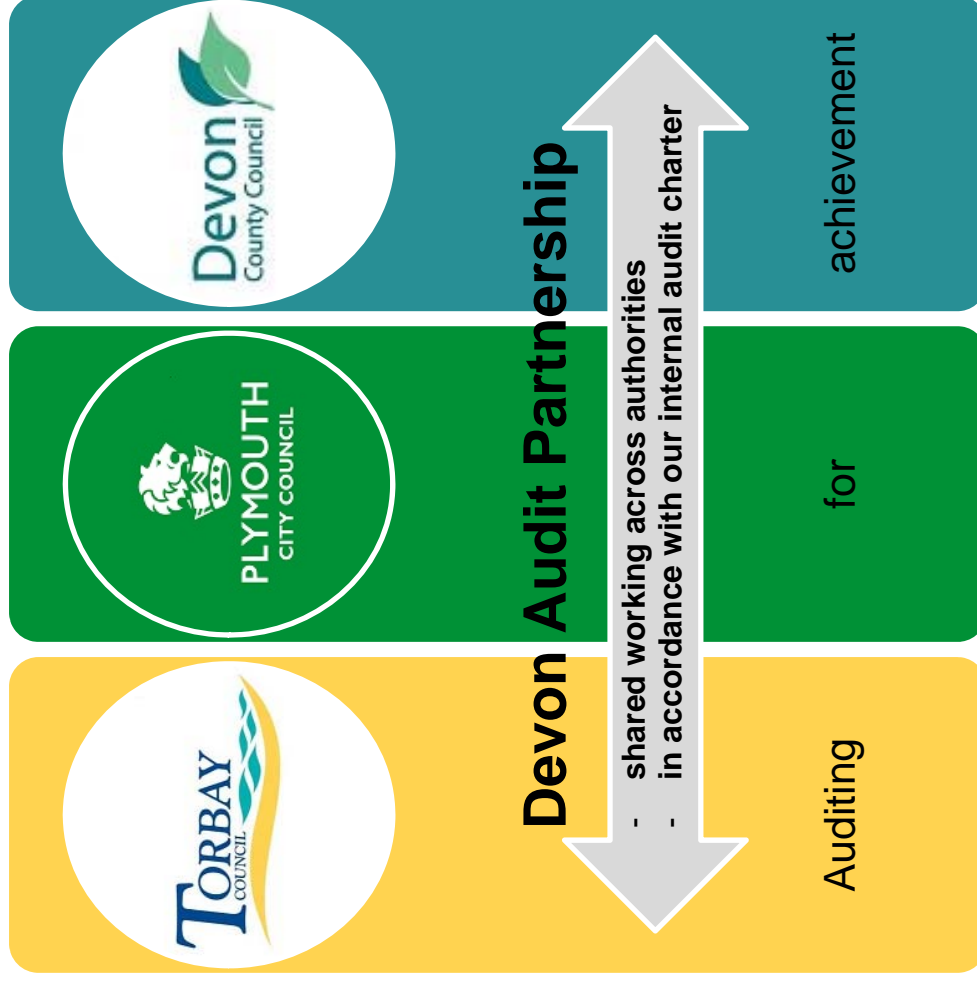 TORBAY
COUNCIL
PLYMOUTH
CITY COUNCIL
Devon
County Council
Devon Audit Partnership
- shared working across authorities
- in accordance with our internal audit charter
Auditing
for
achievement